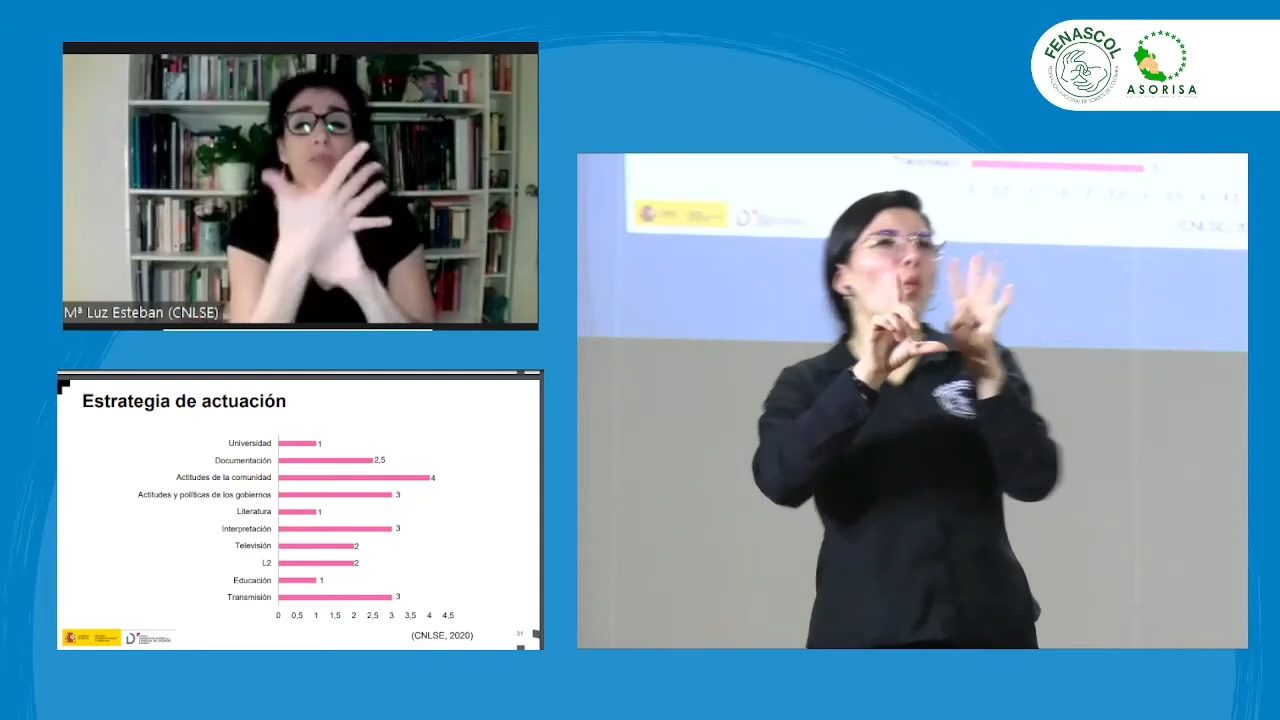 FENASCOL
ASORISA
Mª Luz Esteban (CNLSE)
Estrategia de actuación
Universidad 1
Documentación 2,5
Actitudes de la comunidad 4
Actitudes y políticas de los gobiernos 3
Literatura 1
Interpretación 3
Televisión 2
L2 2
Educación 1
Transmisión 3
0 0,5 1 1,5 2 2,5 3 3,5 4 4,5
(CNLSE, 2020)
31